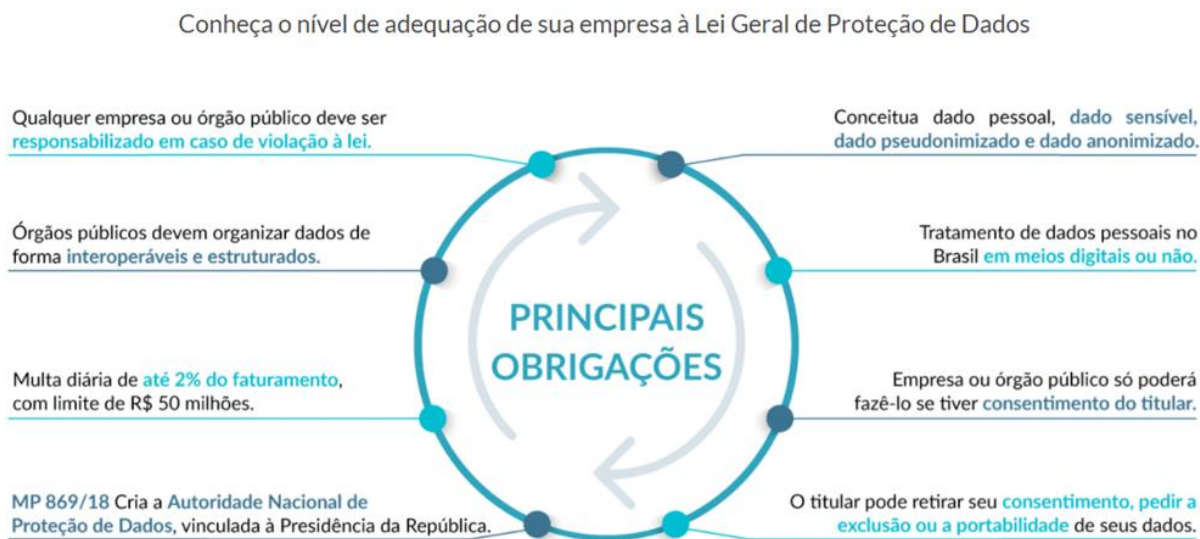 Conheça o nível de adequação de sua empresa à Lei Geral de Proteção de Dados
Qualquer empresa ou órgão público deve ser
responsabilizado em caso de violação à lei.
Órgãos públicos devem organizar dados de
forma interoperáveis e estruturados.
Multa diária de até 2% do faturamento,
com limite de R$ 50 milhões.
MP 869/18 Cria a Autoridade Nacional de
Proteção de Dados, vinculada à Presidência da República.
PRINCIPAIS
OBRIGAÇÕES
Conceitua dado pessoal, dado sensível,
dado pseudonimizado e dado anonimizado.
Tratamento de dados pessoais no
Brasil em meios digitais ou não.
Empresa ou órgão público só poderá
fazê-lo se tiver consentimento do titular.
O titular pode retirar seu consentimento, pedir a
exclusão ou a portabilidade de seus dados.